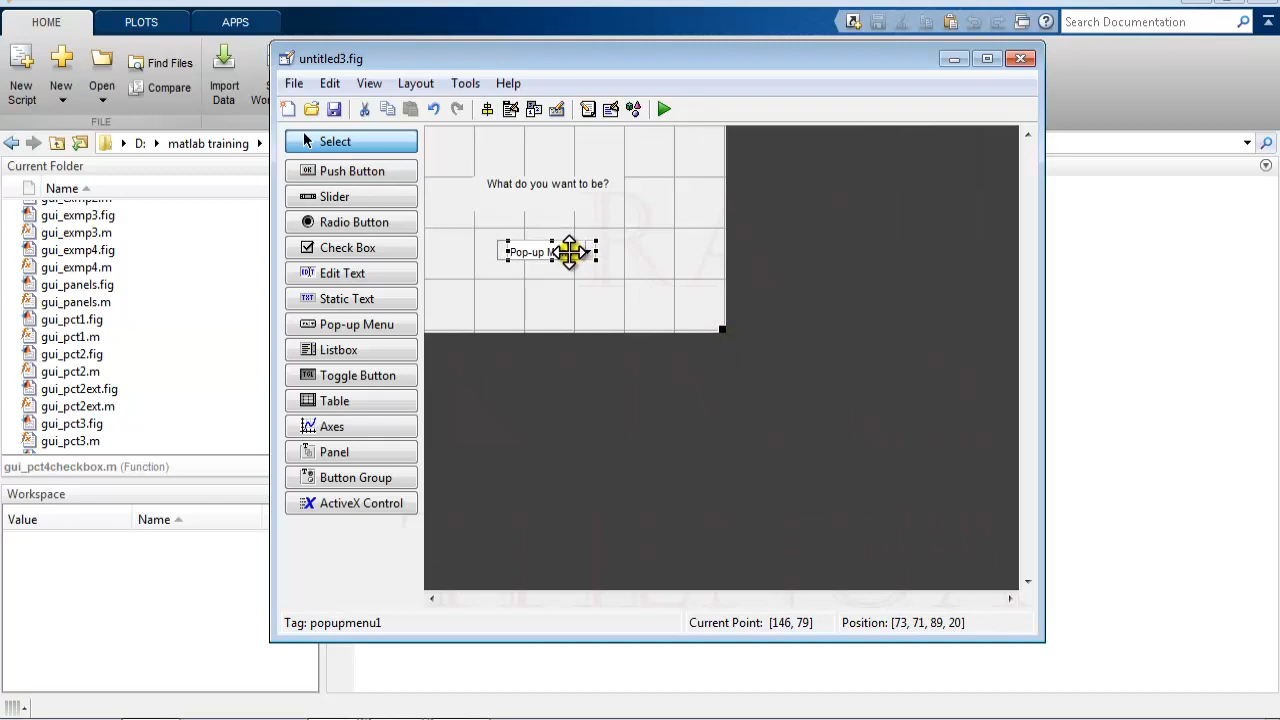 HOME
PLOTS
APPS
Search Documentation
New Script
New
Open
Find Files
Compare
Import Data
FILE
D:
matlab training
Current Folder
Name
gui_exmp3.fig
gui_exmp3.m
gui_exmp4.fig
gui_exmp4.m
gui_panels.fig
gui_panels.m
gui_pct1.fig
gui_pct1.m
gui_pct2.fig
gui_pct2.m
gui_pct2ext.fig
gui_pct2ext.m
gui_pct3.fig
gui_pct3.m
gui_pct4checkbox.m (Function)
Workspace
Value
Name
untitled3.fig
File
Edit
View
Layout
Tools
Help
Select
Push Button
Slider
Radio Button
Check Box
Edit Text
Static Text
Pop-up Menu
Listbox
Toggle Button
Table
Axes
Panel
Button Group
ActiveX Control
What do you want to be?
Pop-up
Tag: popupmenu1
Current Point: [146, 79]
Position: [73, 71, 89, 20]